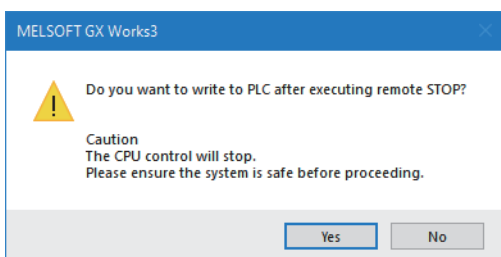 MELSOFT GX Works3
Do you want to write to PLC after executing remote STOP?
Caution
The CPU control will stop.
Please ensure the system is safe before proceeding.
Yes
No